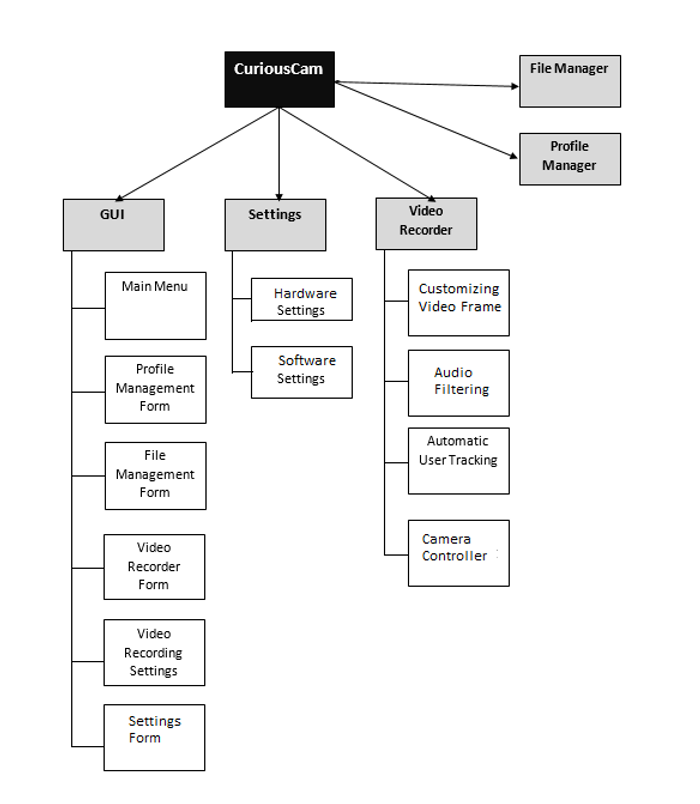 CuriousCam
File Manager
Profile
Manager
GUI
Settings
Video
Recorder
Main Menu
Profile
Management
Form
File
Management
Form
Video
Recorder
Form
Video
Recording
Settings
Settings
Form
Hardware
Settings
Software
Settings
Customizing
Video Frame
Audio
Filtering
Automatic
User Tracking
Camera
Controller